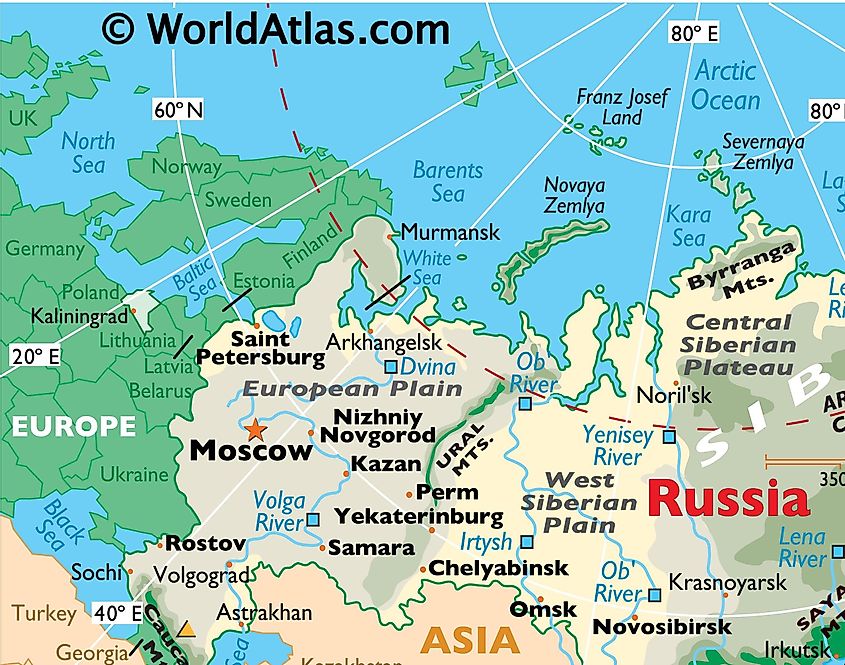 © WorldAtlas.com
80° E
Arctic
Ocean
60° N
Franz Josef
Land
80°
UK
North
Sea
Severnaya
Zemlya
Norway
Barents
Sea
Novaya
Zemlya
Sweden
Kara
Sea
Germany
Finland
Murmansk
White
Sea
Baltic
Sea
Estonia
Byrranga
Mts.
Poland
Kaliningrad
Central
Siberian
Plateau
Saint
Petersburg
Arkhangelsk
Lithuania
20° E
Latvia
Dvina
Ob'
River
Belarus
European Plain
Noril'sk
SIB
EUROPE
Nizhniy
Novgorod
Moscow
URAL
MTS.
Yenisey
River
Kazan
Ukraine
Perm
West
Siberian
Plain
350
Russia
Volga
River
Yekaterinburg
Black
Sea
Rostov
Samara
Irtysh
Lena
River
Sochi
Volgograd
Chelyabinsk
Ob'
River
Krasnoyarsk
Turkey
40° E
Astrakhan
Omsk
Novosibirsk
ASIA
Georgia
Irkutsk